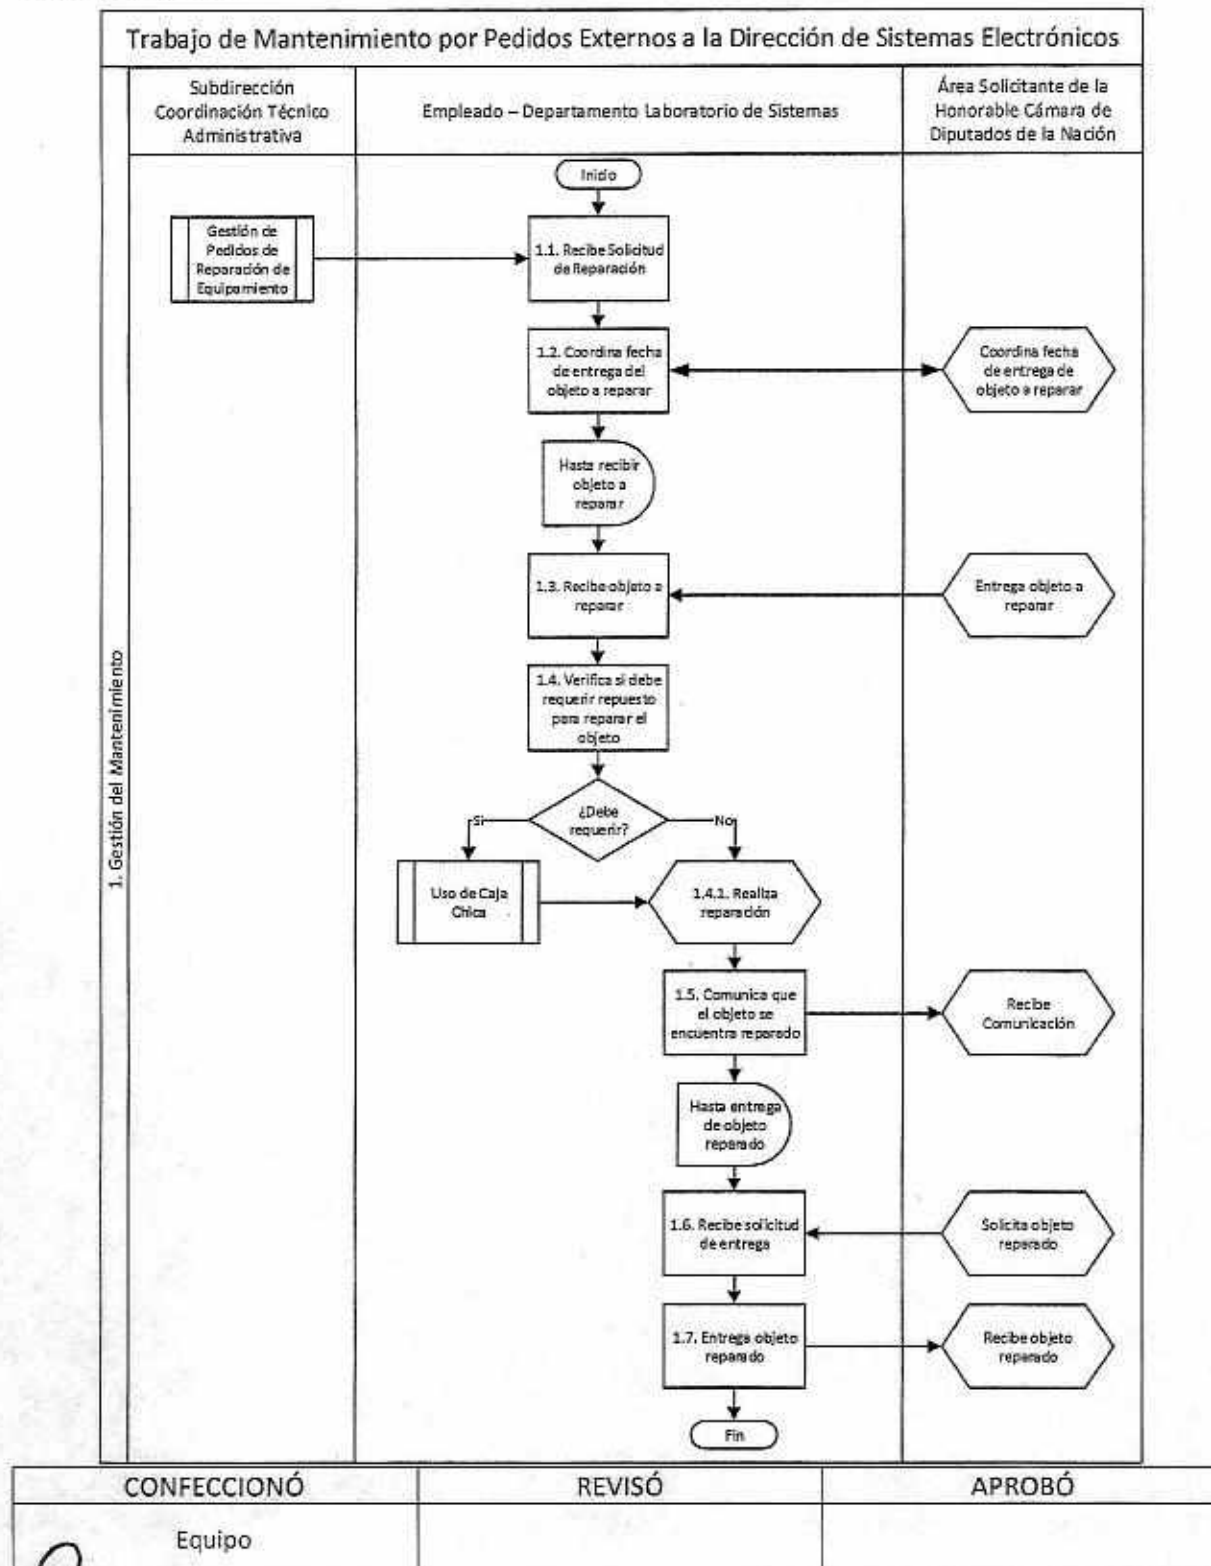 Trabajo de Mantenimiento por Pedidos Externos a la Dirección de Sistemas Electrónicos
Subdirección
Coordinación Técnico
Administrativa
Empleado – Departamento Laboratorio de Sistemas
Área Solicitante de la
Honorable Cámara de
Diputados de la Nación
1. Gestión del Mantenimiento
Inicio
Gestión de
Pedidos de
Reparación de
Equipamiento
1.1. Recibe Solicitud
de Reparación
1.2. Coordina fecha
de entrega del
objeto a reparar
Coordina fecha
de entrega de
objeto a reparar
Hasta recibir
objeto a
reparar
1.3. Recibe objeto a
reparar
Entrega objeto a
reparar
1.4. Verifica si debe
requerir repuesto
para reparar el
objeto
¿Debe
requerir?
Si
No
Uso de Caja
Chica
1.4.1. Realiza
reparación
1.5. Comunica que
el objeto se
encuentra reparado
Recibe
Comunicación
Hasta entrega
de objeto
reparado
1.6. Recibe solicitud
de entrega
Solicita objeto
reparado
1.7. Entrega objeto
reparado
Recibe objeto
reparado
Fin
CONFECCIONÓ
REVISÓ
APROBÓ
Equipo